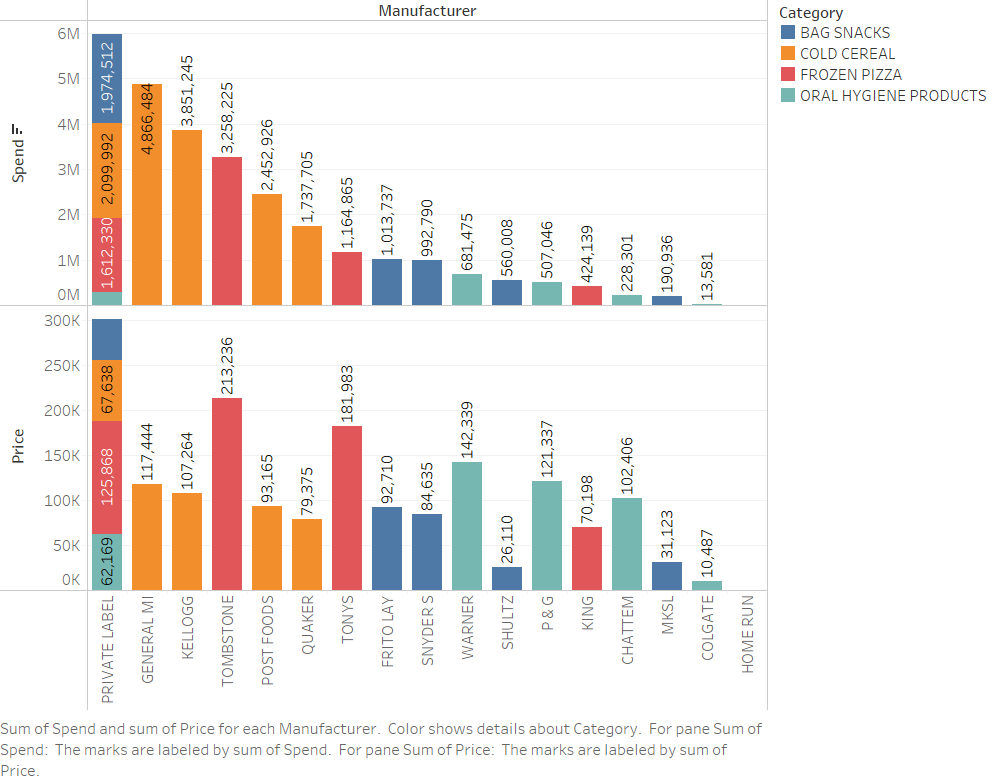 Manufacturer
Category
BAG SNACKS
COLD CEREAL
FROZEN PIZZA
ORAL HYGIENE PRODUCTS
Spend
6M
5M
4M
3M
2M
1M
0M
1,974,512
2,099,992
1,612,330
4,866,484
3,851,245
3,258,225
2,452,926
1,737,705
1,164,865
1,013,737
992,790
681,475
560,008
507,046
424,139
228,301
190,936
13,581
Price
300K
250K
200K
150K
100K
50K
0K
67,638
125,868
62,169
117,444
107,264
213,236
93,165
79,375
181,983
92,710
84,635
142,339
26,110
121,337
70,198
102,406
31,123
10,487
PRIVATE LABEL
GENERAL MI
KELLOGG
TOMBSTONE
POST FOODS
QUAKER
TONYS
FRITO LAY
SNYDER S
WARNER
SHULTZ
P & G
KING
CHATTEM
MKSL
COLGATE
HOME RUN
Sum of Spend and sum of Price for each Manufacturer. Color shows details about Category. For pane Sum of
Spend: The marks are labeled by sum of Spend. For pane Sum of Price: The marks are labeled by sum of
Price.